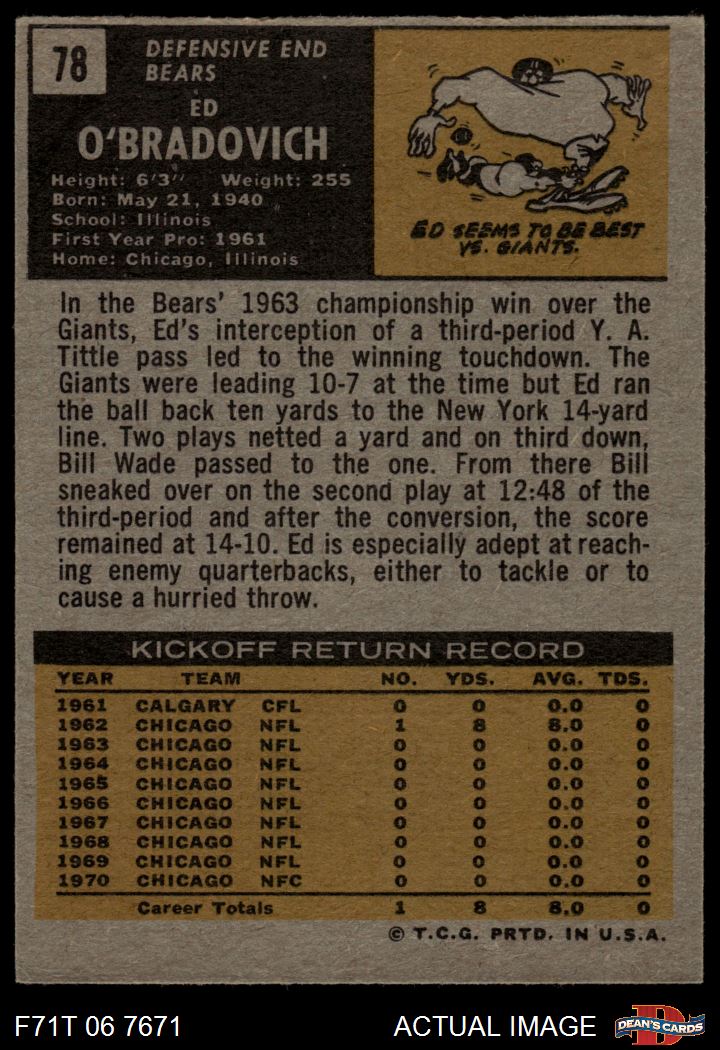 78
DEFENSIVE END
BEARS
ED
O'BRADOVICH
Height: 6'3" Weight: 255
Born: May 21, 1940
School: Illinois
First Year Pro: 1961
Home: Chicago, Illinois
ED SEEMS TO BE BEST
VS. GIANTS.
In the Bears' 1963 championship win over the
Giants, Ed's interception of a third-period Y. A.
Tittle pass led to the winning touchdown. The
Giants were leading 10-7 at the time but Ed ran
the ball back ten yards to the New York 14-yard
line. Two plays netted a yard and on third down,
Bill Wade passed to the one. From there Bill
sneaked over on the second play at 12:48 of the
third-period and after the conversion, the score
remained at 14-10. Ed is especially adept at reach-
ing enemy quarterbacks, either to tackle or to
cause a hurried throw.
KICKOFF RETURN RECORD
YEAR TEAM NO. YDS. AVG. TDS.
1961 CALGARY CFL 0 0 0.0 0
1962 CHICAGO NFL 1 8 8.0 0
1963 CHICAGO NFL 0 0 0.0 0
1964 CHICAGO NFL 0 0 0.0 0
1965 CHICAGO NFL 0 0 0.0 0
1966 CHICAGO NFL 0 0 0.0 0
1967 CHICAGO NFL 0 0 0.0 0
1968 CHICAGO NFL 0 0 0.0 0
1969 CHICAGO NFL 0 0 0.0 0
1970 CHICAGO NFC 0 0 0.0 0
Career Totals 1 8 8.0 0
© T.C.G. PRTD. IN U.S.A.
F71T 06 7671 ACTUAL IMAGE
D
DEAN'S CARDS